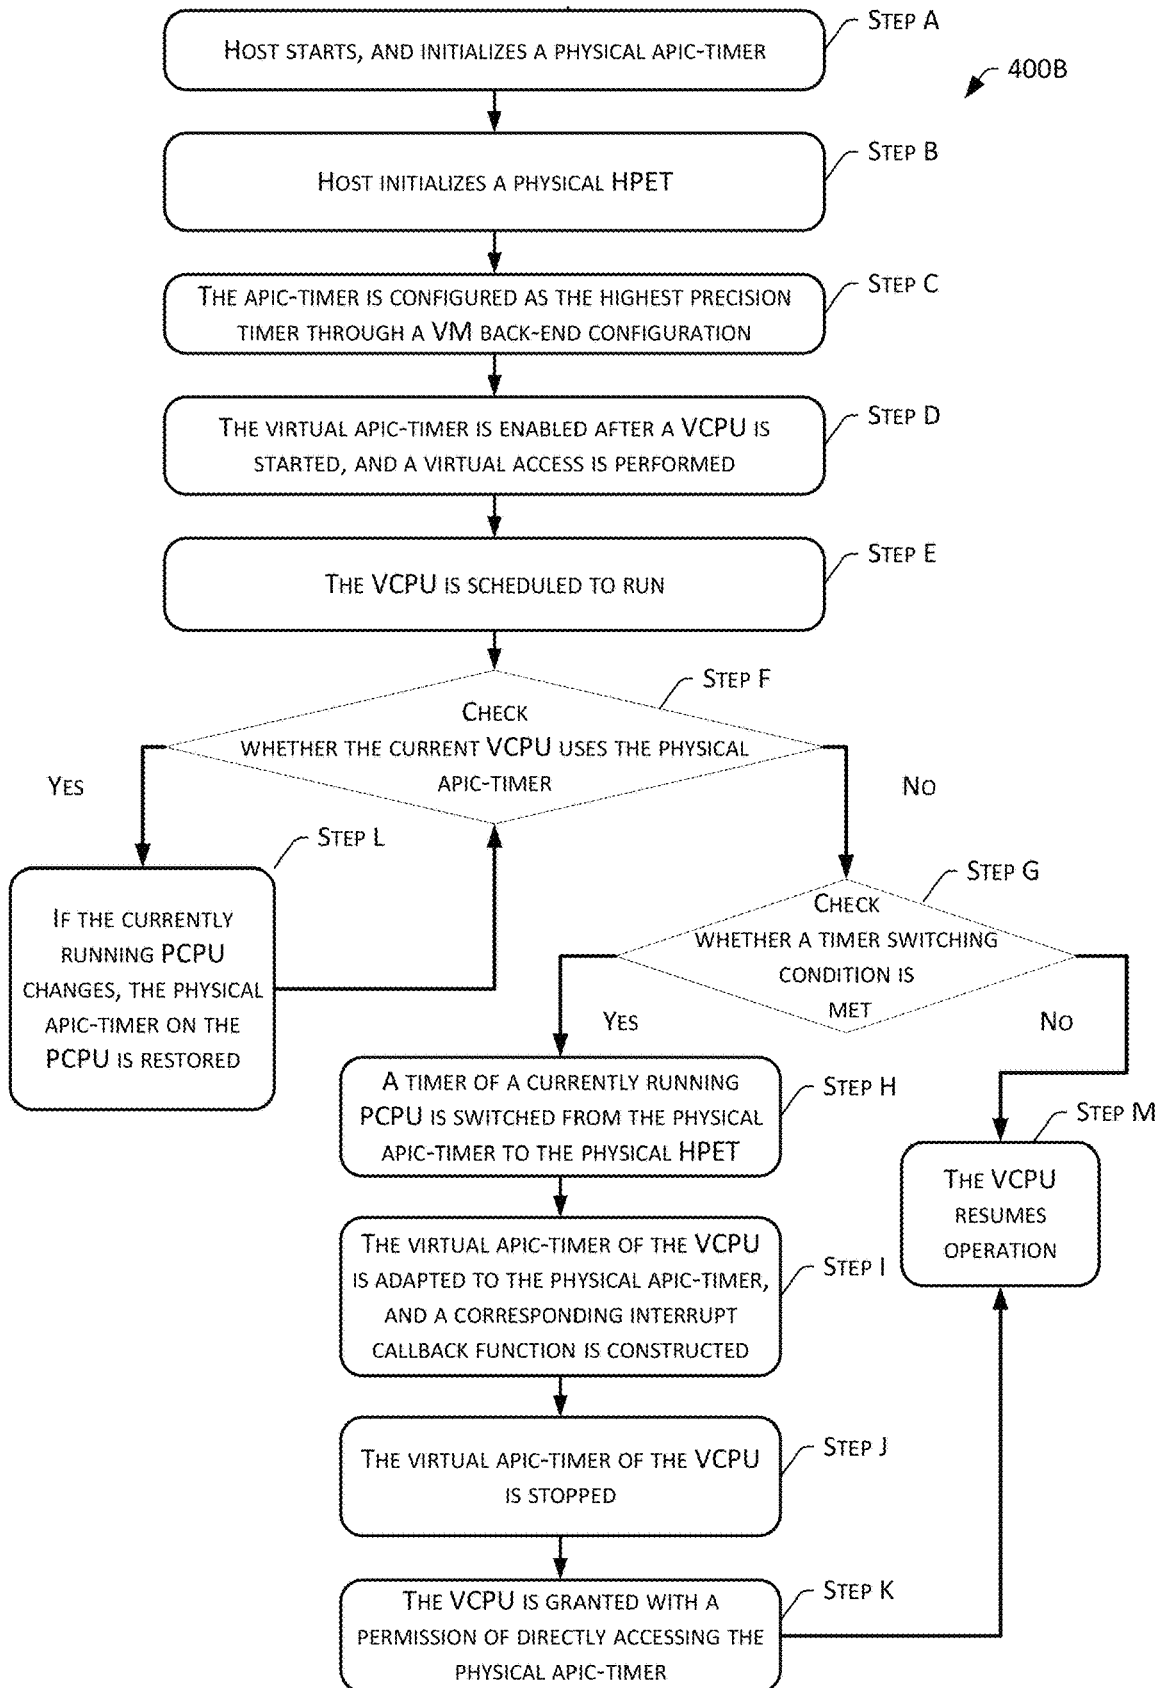 STEP A
HOST STARTS, AND INITIALIZES A PHYSICAL APIC-TIMER
400B
STEP B
HOST INITIALIZES A PHYSICAL HPET
STEP C
THE APIC-TIMER IS CONFIGURED AS THE HIGHEST PRECISION
TIMER THROUGH A VM BACK-END CONFIGURATION
STEP D
THE VIRTUAL APIC-TIMER IS ENABLED AFTER A VCPU IS
STARTED, AND A VIRTUAL ACCESS IS PERFORMED
STEP E
THE VCPU IS SCHEDULED TO RUN
STEP F
CHECK
WHETHER THE CURRENT VCPU USES THE PHYSICAL
APIC-TIMER
YES
NO
STEP L
IF THE CURRENTLY
RUNNING PCPU
CHANGES, THE PHYSICAL
APIC-TIMER ON THE
PCPU IS RESTORED
STEP G
CHECK
WHETHER A TIMER SWITCHING
CONDITION IS
MET
YES
NO
STEP H
A TIMER OF A CURRENTLY RUNNING
PCPU IS SWITCHED FROM THE PHYSICAL
APIC-TIMER TO THE PHYSICAL HPET
STEP M
THE VCPU
RESUMES
OPERATION
STEP I
THE VIRTUAL APIC-TIMER OF THE VCPU
IS ADAPTED TO THE PHYSICAL APIC-TIMER,
AND A CORRESPONDING INTERRUPT
CALLBACK FUNCTION IS CONSTRUCTED
STEP J
THE VIRTUAL APIC-TIMER OF THE VCPU
IS STOPPED
STEP K
THE VCPU IS GRANTED WITH A
PERMISSION OF DIRECTLY ACCESSING THE
PHYSICAL APIC-TIMER